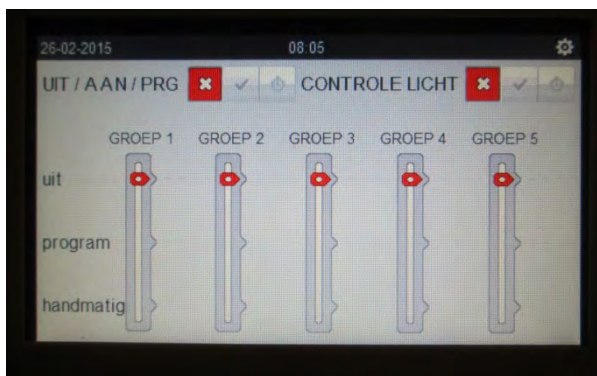 26-02-2015 08:05
UIT / AAN / PRG CONTROLE LICHT
GROEP 1 GROEP 2 GROEP 3 GROEP 4 GROEP 5
uit
program
handmatig